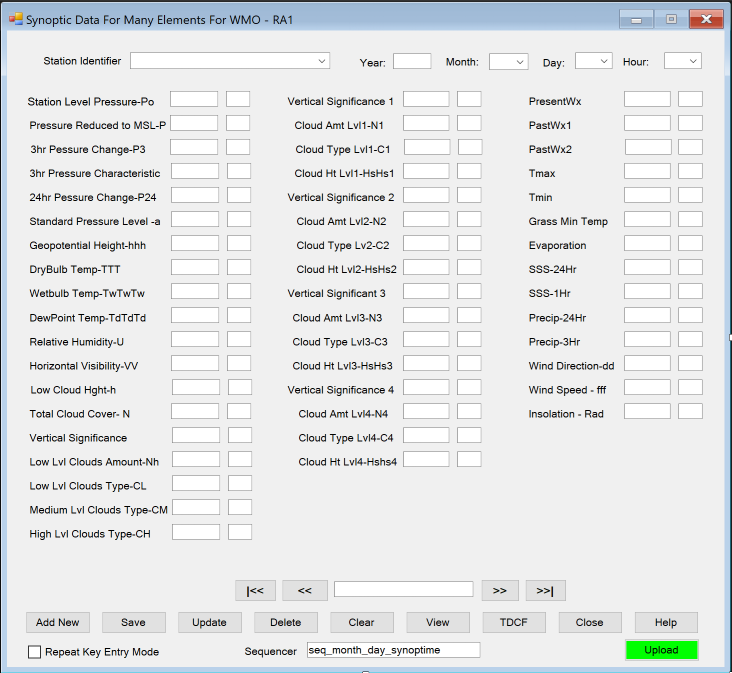 Synoptic Data For Many Elements For WMO - RA1
Station Identifier Year: Month: Day: Hour:
Station Level Pressure-Po
Pressure Reduced to MSL-P
3hr Pessure Change-P3
3hr Pressure Characteristic
24hr Pessure Change-P24
Standard Pressure Level -a
Geopotential Height-hhh
DryBulb Temp-TTT
Wetbulb Temp-TwTwTw
DewPoint Temp-TdTdTd
Relative Humidity-U
Horizontal Visibility-VV
Low Cloud Hght-h
Total Cloud Cover- N
Vertical Significance
Low Lvl Clouds Amount-Nh
Low Lvl Clouds Type-CL
Medium Lvl Clouds Type-CM
High Lvl Clouds Type-CH
Vertical Significance 1
Cloud Amt Lvl1-N1
Cloud Type Lvl1-C1
Cloud Ht Lvl1-HsHs1
Vertical Significance 2
Cloud Amt Lvl2-N2
Cloud Type Lv2-C2
Cloud Ht Lvl2-HsHs2
Vertical Significant 3
Cloud Amt Lvl3-N3
Cloud Type Lvl3-C3
Cloud Ht Lvl3-HsHs3
Vertical Significance 4
Cloud Amt Lvl4-N4
Cloud Type Lvl4-C4
Cloud Ht Lvl4-Hshs4
PresentWx
PastWx1
PastWx2
Tmax
Tmin
Grass Min Temp
Evaporation
SSS-24Hr
SSS-1Hr
Precip-24Hr
Precip-3Hr
Wind Direction-dd
Wind Speed - fff
Insolation - Rad
|<< << >> >>|
Add New Save Update Delete Clear View TDCF Close Help
Repeat Key Entry Mode Sequencer seq_month_day_synoptime Upload